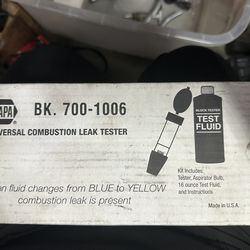 NAPA
BK. 700-1006
VERSAL COMBUSTION LEAK TESTER
BLOCK TESTER
TEST
FLUID
Kit Includes:
Tester, Aspirator Bulb,
16 ounce Test Fluid,
and Instructions
n fluid changes from BLUE to YELLOW
combustion leak is present
Made in U.S.A.